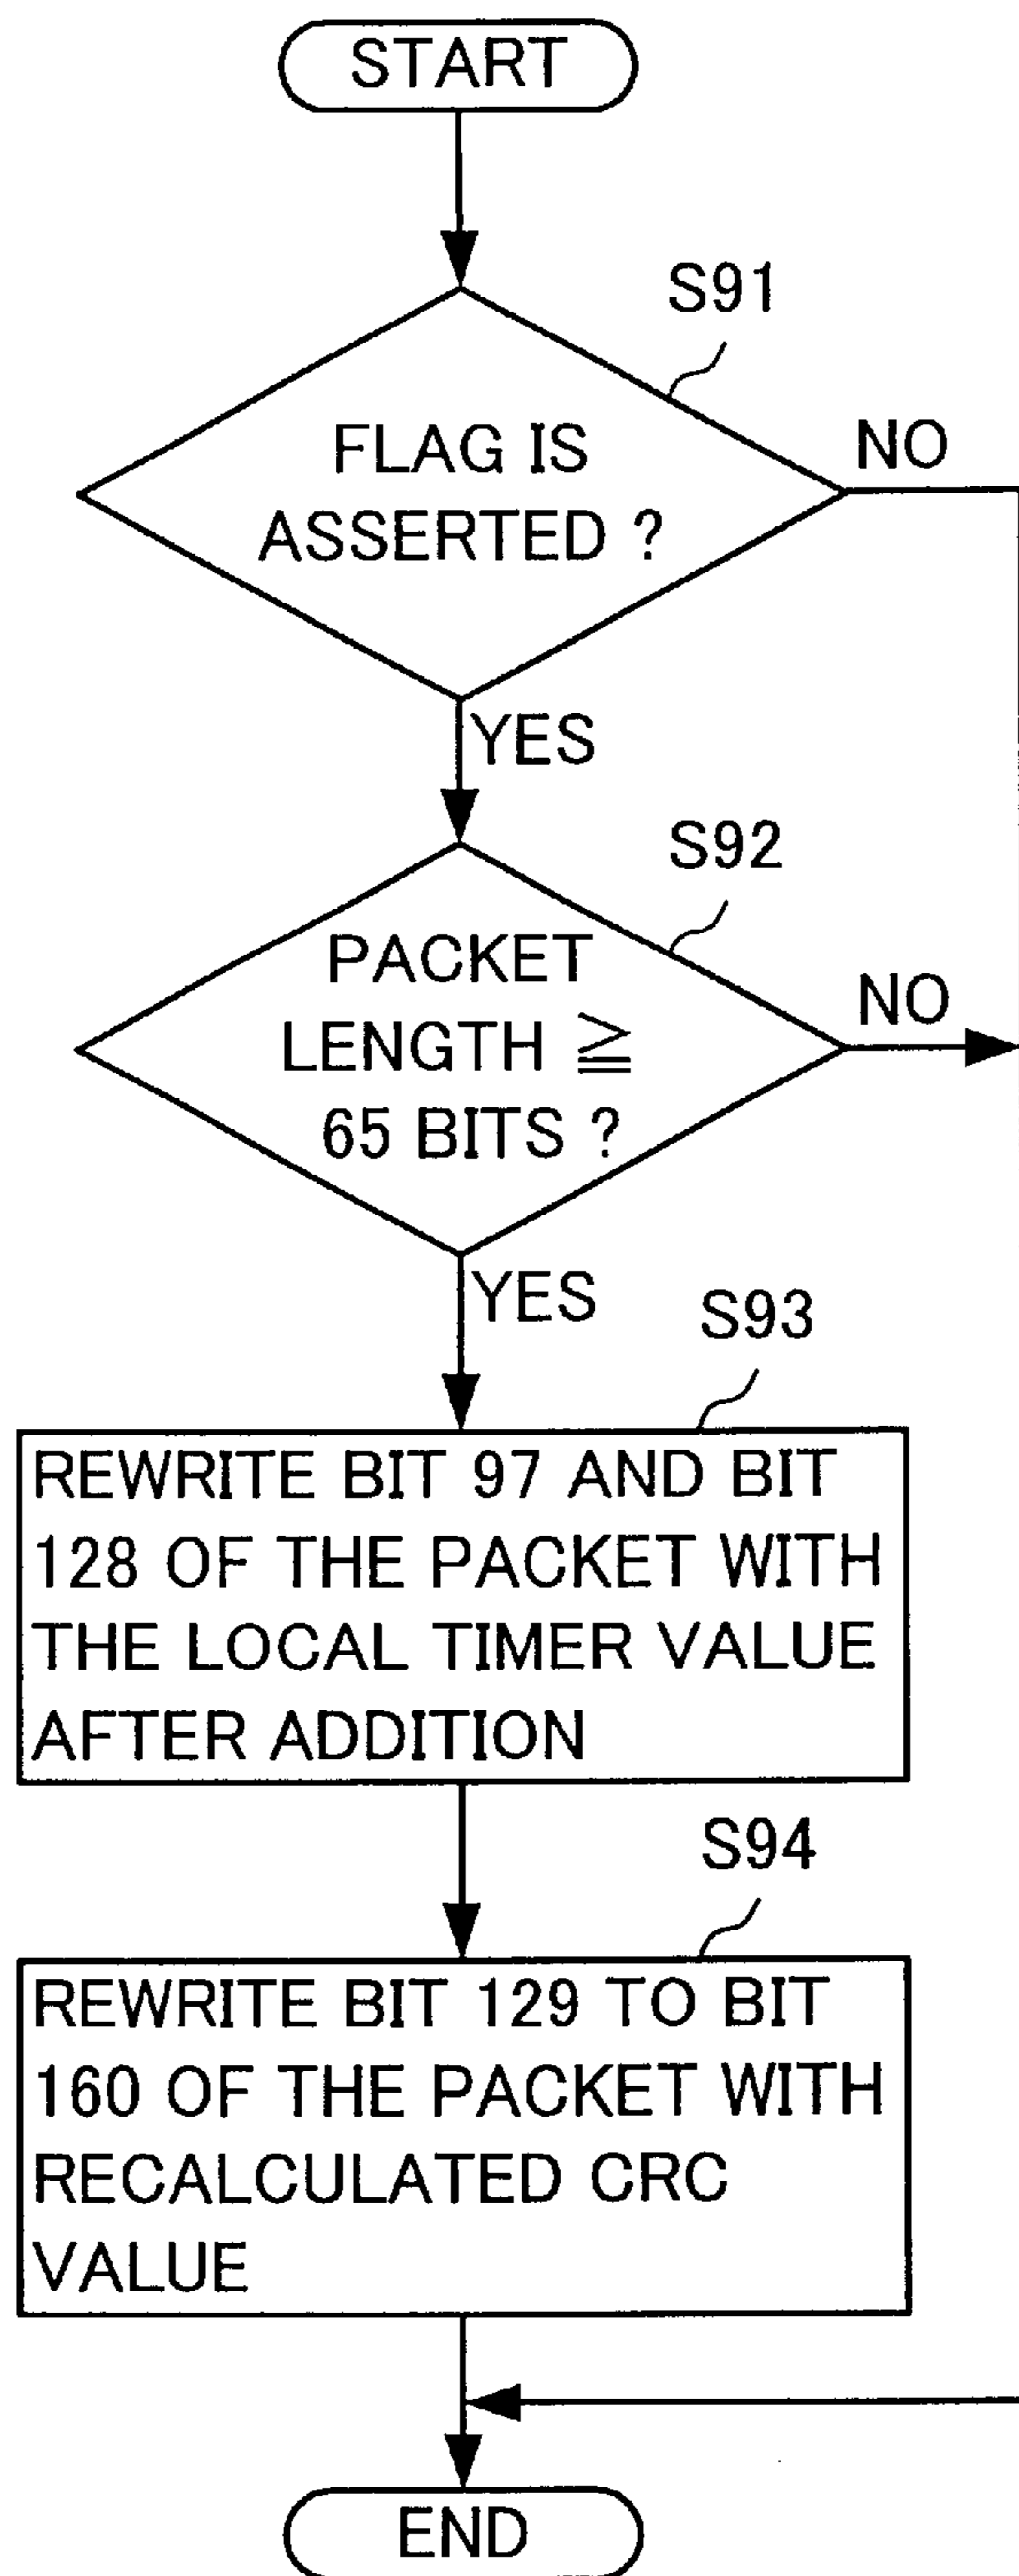 START
S91
FLAG IS
ASSERTED ?
NO
YES
S92
PACKET
LENGTH ≧
65 BITS ?
NO
YES
S93
REWRITE BIT 97 AND BIT
128 OF THE PACKET WITH
THE LOCAL TIMER VALUE
AFTER ADDITION
S94
REWRITE BIT 129 TO BIT
160 OF THE PACKET WITH
RECALCULATED CRC
VALUE
END